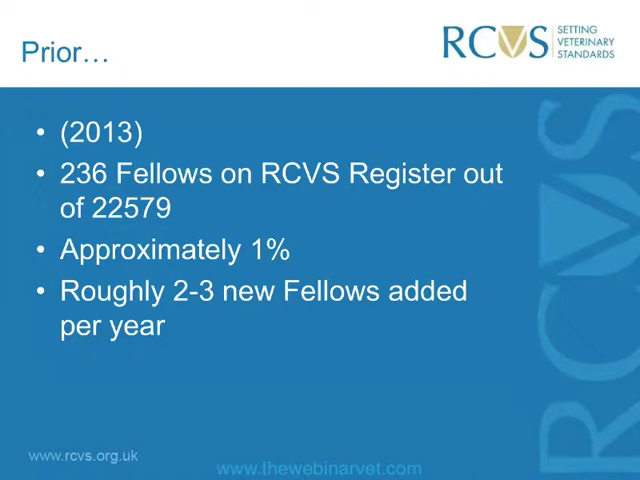 Prior…
RCVS
SETTING
VETERINARY
STANDARDS
• (2013)
• 236 Fellows on RCVS Register out
of 22579
• Approximately 1%
• Roughly 2-3 new Fellows added
per year
RCVS
www.rcvs.org.uk
www.thewebinarvet.com